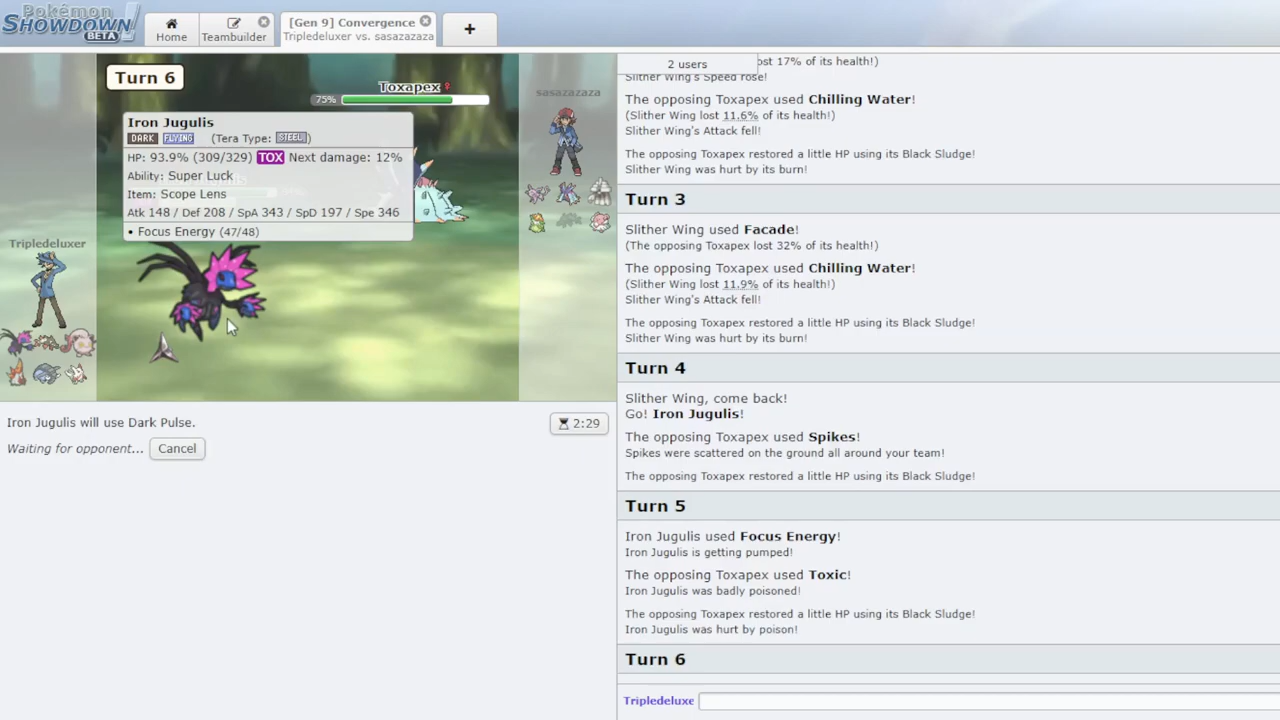 Pokémon
SHOWDOWN!
BETA
Home
Teambuilder
[Gen 9] Convergence
Tripledeluxer vs. sasazazaza
+
Turn 6
Toxapex ♀
75%
Iron Jugulis
DARK FLYING (Tera Type: STEEL)
HP: 93.9% (309/329) TOX Next damage: 12%
Ability: Super Luck
Item: Scope Lens
Atk 148 / Def 208 / SpA 343 / SpD 197 / Spe 346
• Focus Energy (47/48)
sasazazaza
Tripledeluxer
Iron Jugulis will use Dark Pulse.
Waiting for opponent... Cancel
2:29
2 users
ost 17% of its health!)
Slither Wing's Speed rose!
The opposing Toxapex used Chilling Water!
(Slither Wing lost 11.6% of its health!)
Slither Wing's Attack fell!
The opposing Toxapex restored a little HP using its Black Sludge!
Slither Wing was hurt by its burn!
Turn 3
Slither Wing used Facade!
(The opposing Toxapex lost 32% of its health!)
The opposing Toxapex used Chilling Water!
(Slither Wing lost 11.9% of its health!)
Slither Wing's Attack fell!
The opposing Toxapex restored a little HP using its Black Sludge!
Slither Wing was hurt by its burn!
Turn 4
Slither Wing, come back!
Go! Iron Jugulis!
The opposing Toxapex used Spikes!
Spikes were scattered on the ground all around your team!
The opposing Toxapex restored a little HP using its Black Sludge!
Turn 5
Iron Jugulis used Focus Energy!
Iron Jugulis is getting pumped!
The opposing Toxapex used Toxic!
Iron Jugulis was badly poisoned!
The opposing Toxapex restored a little HP using its Black Sludge!
Iron Jugulis was hurt by poison!
Turn 6
Tripledeluxe